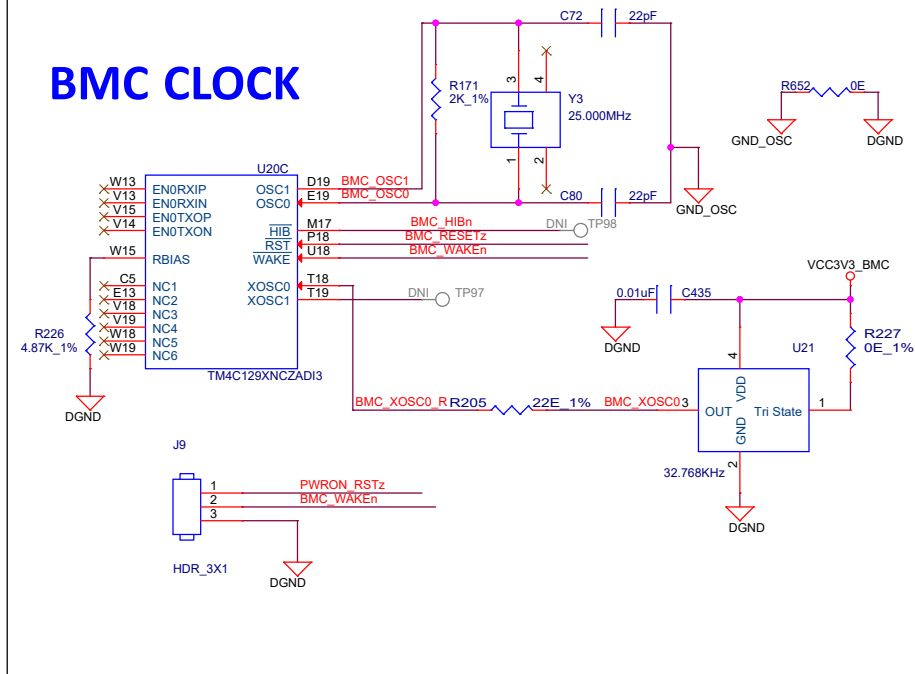 BMC CLOCK
C72 22pF
R171
2K_1%
3 4
Y3
25.000MHz
1 2
R652 0E
GND_OSC DGND
C80 22pF
GND_OSC
U20C
TM4C129XNCZADI3
W13 EN0RXIP
V13 EN0RXIN
V15 EN0TXOP
V14 EN0TXON
W15 RBIAS
C5 NC1
E13 NC2
V18 NC3
V19 NC4
W18 NC5
W19 NC6
OSC1 D19 BMC_OSC1
OSC0 E19 BMC_OSC0
HIB M17 BMC_HIBn DNI TP98
RST P18 BMC_RESETz
WAKE U18 BMC_WAKEn
XOSC0 T18
XOSC1 T19 DNI TP97
R226
4.87K_1%
DGND
VCC3V3_BMC
0.01uF C435
DGND
R227
0E_1%
U21
4
VDD
OUT Tri State
GND
3 1
2
32.768KHz
DGND
BMC_XOSC0_R R205 22E_1% BMC_XOSC0
J9
1 PWRON_RSTz
2 BMC_WAKEn
3
HDR_3X1
DGND